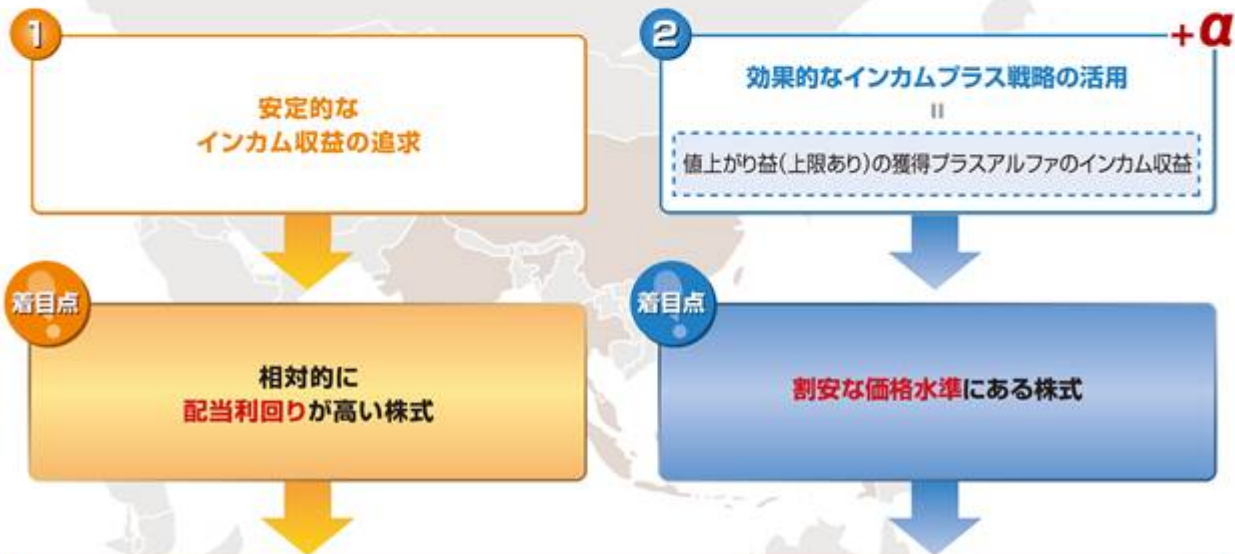 1
安定的な
インカム収益の追求
着目点
相対的に
配当利回りが高い株式
2
+α
効果的なインカムプラス戦略の活用
=
値上がり益(上限あり)の獲得プラスアルファのインカム収益
着目点
割安な価格水準にある株式